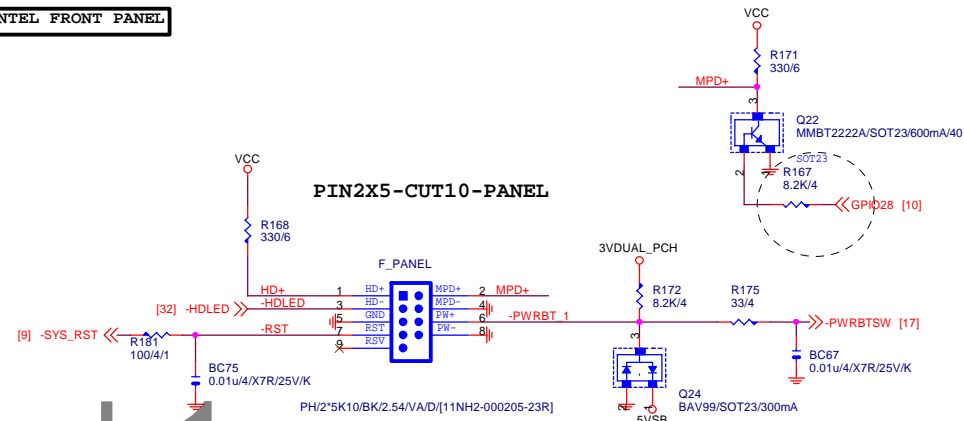 NTEL FRONT PANEL
VCC
R171
330/6
MPD+
3
Q22
MMBT2222A/SOT23/600mA/40
SOT23
2
R167
8.2K/4
GPIO28 [10]
VCC
PIN2X5-CUT10-PANEL
R168
330/6
F_PANEL
3VDUAL_PCH
R172
8.2K/4
R175
33/4
HD+ 1 HD+ MPD+ 2 MPD+
[32] -HDLED -HDLED 3 HD- MPD- 4
5 GND PW+ 6 -PWRBT_1
-PWRBTSW [17]
[9] -SYS_RST -RST 7 RST PW- 8
9 RSV
R181
100/4/1
3
BC75
0.01u/4/X7R/25V/K
BC67
0.01u/4/X7R/25V/K
Q24
BAV99/SOT23/300mA
2 1
5VSB
PH/2*5K10/BK/2.54/VA/D/[11NH2-000205-23R]